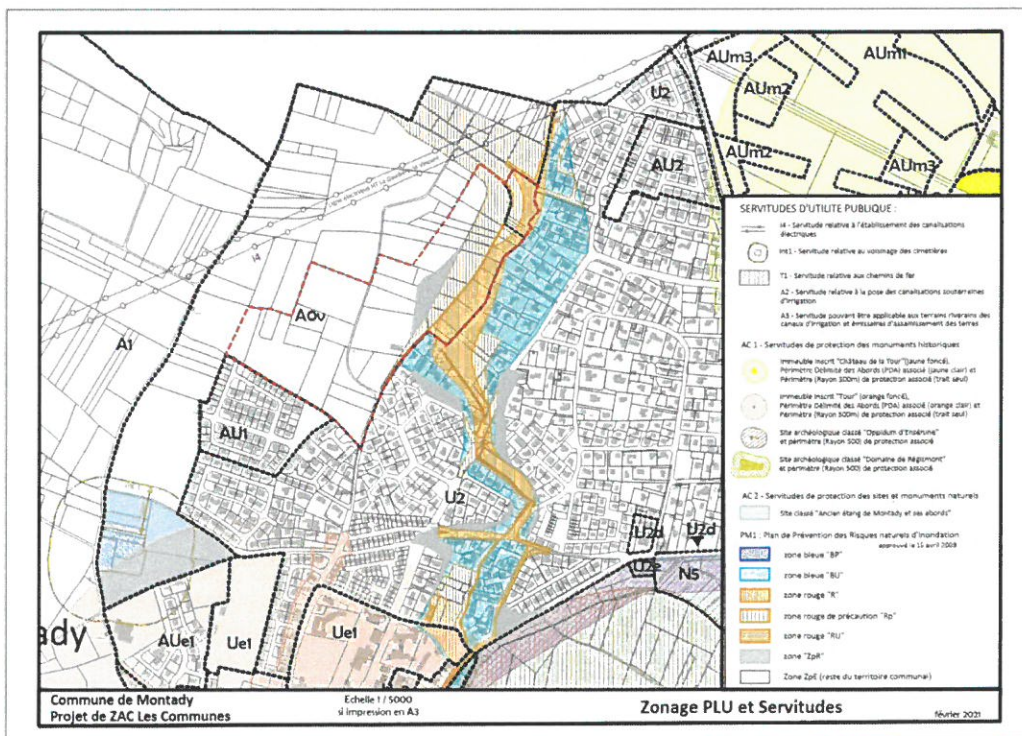 AUm3
AUm1
U2
AUm2
AU2
AUm2
AUm3
I4
A0v
A1
AU1
U2
U2d
U2d
U2e
N5
ady
AUe1
Ue1
Ue1
SERVITUDES D'UTILITE PUBLIQUE :
I4 - Servitude relative à l'établissement des canalisations
électriques
Int1 - Servitude relative au voisinage des cimetières
T1 - Servitude relative aux chemins de fer
A2 - Servitude relative à la pose des canalisations souterraines
d'irrigation
A3 - Servitude pouvant être applicable aux terrains riverains des
canaux d'irrigation et émissaires d'assainissement des terres
AC 1 - Servitudes de protection des monuments historiques
Immeuble Inscrit "Château de la Tour" (jaune foncé),
Périmètre Délimité des Abords (PDA) associé (jaune clair) et
Périmètre (Rayon 500m) de protection associé (trait seul)
Immeuble Inscrit "Tour" (orange foncé),
Périmètre Délimité des Abords (PDA) associé (orange clair) et
Périmètre (Rayon 500m) de protection associé (trait seul)
Site archéologique classé "Oppidum d'Ensérune"
et périmètre (Rayon 500) de protection associé
Site archéologique classé "Domaine de Régismont"
et périmètre (Rayon 500) de protection associé
AC 2 - Servitudes de protection des sites et monuments naturels
Site classé "Ancien étang de Montady et ses abords"
PM1 : Plan de Prévention des Risques naturels d'Inondation
approuvé le 15 avril 2009
zone bleue "BP"
zone bleue "BU"
zone rouge "R"
zone rouge de précaution "Rp"
zone rouge "RU"
zone "ZpR"
Zone ZpE (reste du territoire communal)
Commune de Montady
Projet de ZAC Les Communes
Echelle 1 / 5000
si impression en A3
Zonage PLU et Servitudes
février 2021